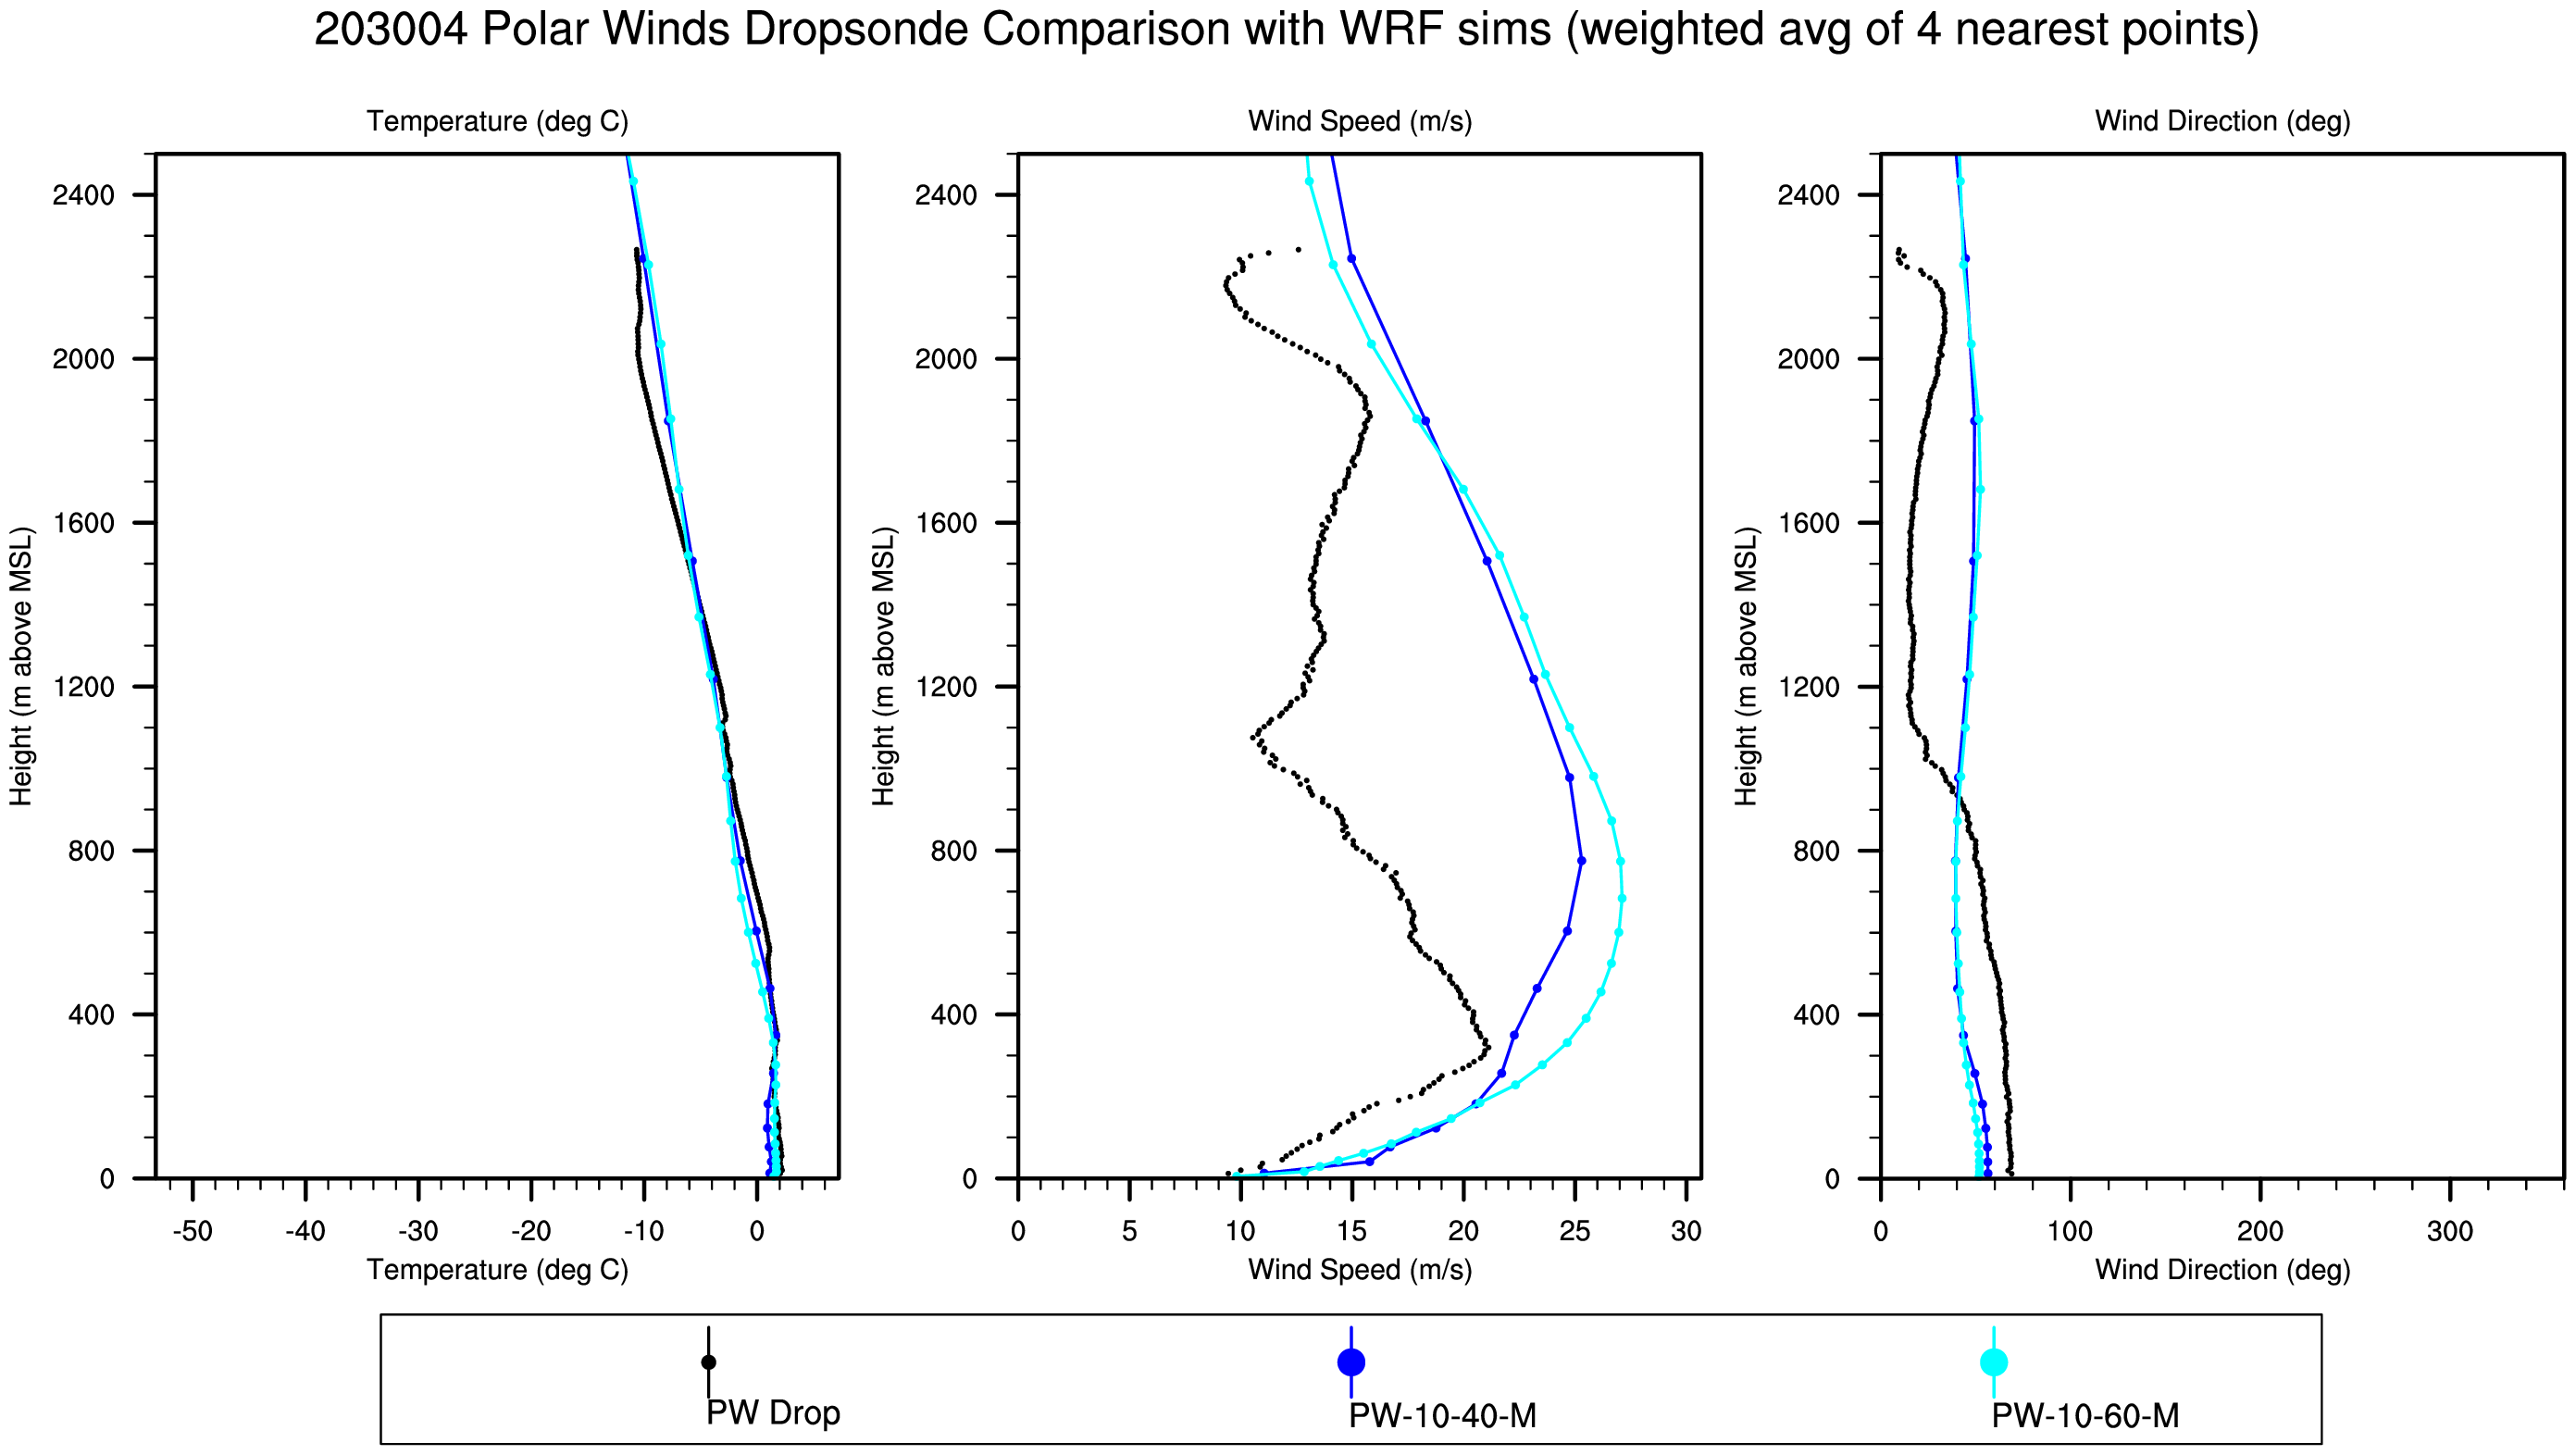 203004 Polar Winds Dropsonde Comparison with WRF sims (weighted avg of 4 nearest points)
Temperature (deg C)
Wind Speed (m/s)
Wind Direction (deg)
2400
2000
1600
1200
800
400
0
Height (m above MSL)
-50 -40 -30 -20 -10 0
Temperature (deg C)
2400
2000
1600
1200
800
400
0
Height (m above MSL)
0 5 10 15 20 25 30
Wind Speed (m/s)
2400
2000
1600
1200
800
400
0
Height (m above MSL)
0 100 200 300
Wind Direction (deg)
PW Drop
PW-10-40-M
PW-10-60-M